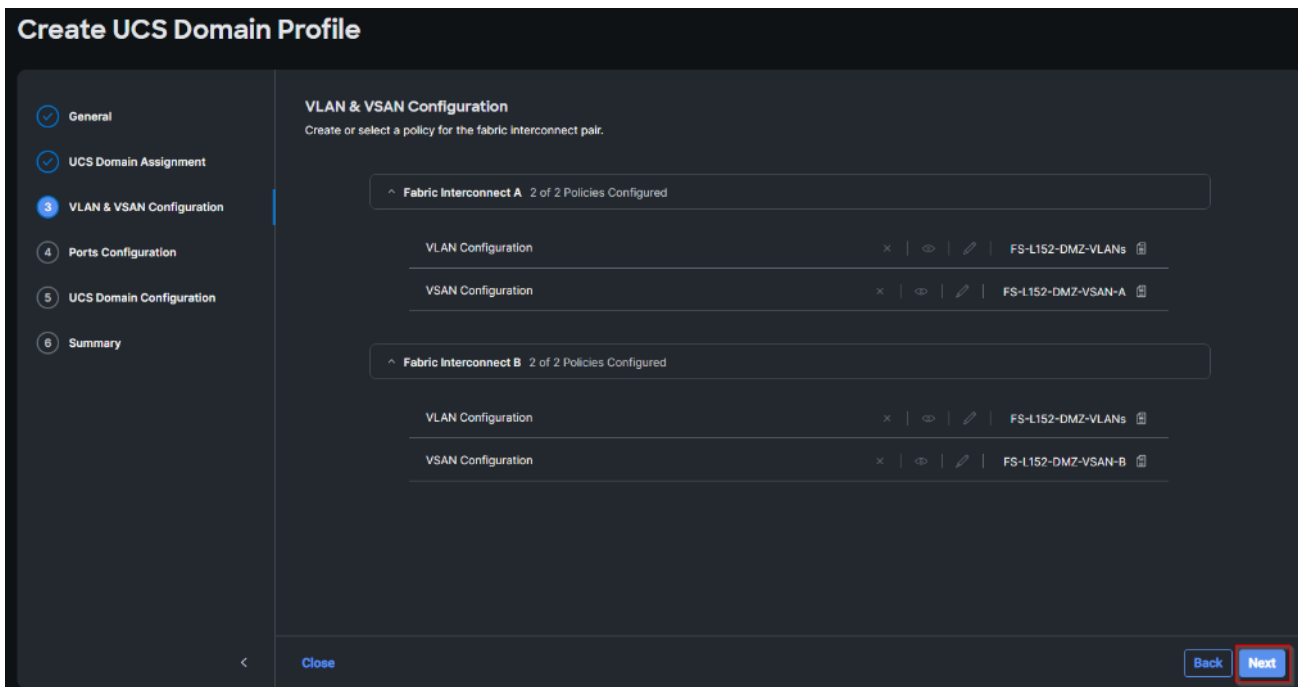 Create UCS Domain Profile
General
UCS Domain Assignment
3 VLAN & VSAN Configuration
4 Ports Configuration
5 UCS Domain Configuration
6 Summary
VLAN & VSAN Configuration
Create or select a policy for the fabric interconnect pair.
Fabric Interconnect A 2 of 2 Policies Configured
VLAN Configuration FS-L152-DMZ-VLANs
VSAN Configuration FS-L152-DMZ-VSAN-A
Fabric Interconnect B 2 of 2 Policies Configured
VLAN Configuration FS-L152-DMZ-VLANs
VSAN Configuration FS-L152-DMZ-VSAN-B
Close Back Next